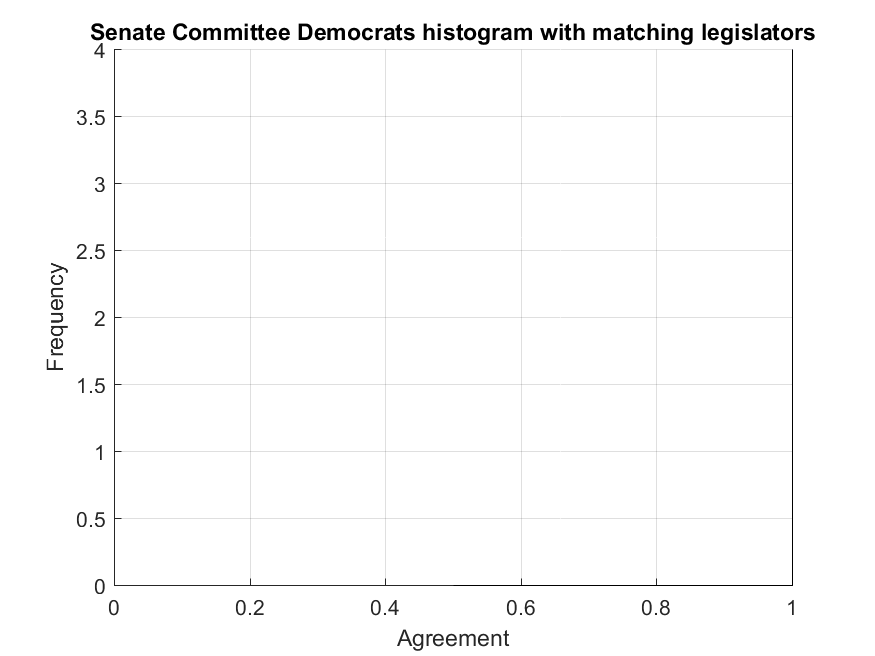 Senate Committee Democrats histogram with matching legislators
4
3.5
3
2.5
2
1.5
1
0.5
0
Frequency
0 0.2 0.4 0.6 0.8 1
Agreement